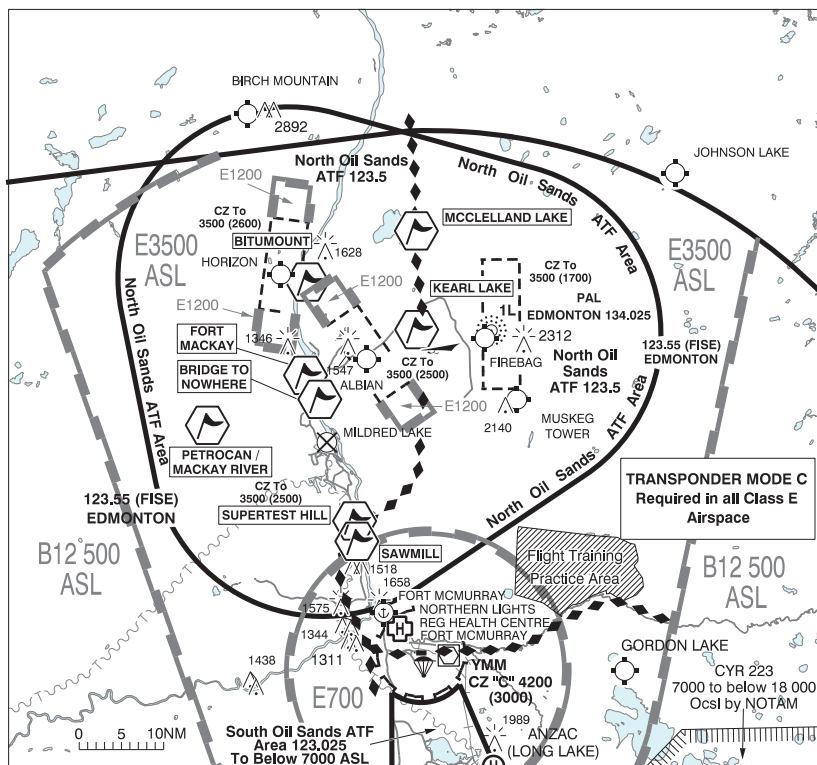 BIRCH MOUNTAIN
2892
JOHNSON LAKE
North Oil Sands
ATF 123.5
North Oil Sands ATF Area
E1200
CZ To
3500 (2600)
MCCLELLAND LAKE
BITUMOUNT
1628
E3500
ASL
E3500
ASL
HORIZON
CZ To
3500 (1700)
KEARL LAKE
E1200
PAL
EDMONTON 134.025
E1200
1L
North Oil Sands ATF Area
FORT
MACKAY
1346
2312
123.55 (FISE)
EDMONTON
1547
CZ To
3500 (2500)
FIREBAG
North Oil
Sands
ATF 123.5
BRIDGE TO
NOWHERE
ALBIAN
E1200
2140
MUSKEG
TOWER
ATF Area
MILDRED LAKE
PETROCAN /
MACKAY RIVER
North Oil Sands
TRANSPONDER MODE C
Required in all Class E
Airspace
CZ To
3500 (2500)
123.55 (FISE)
EDMONTON
SUPERTEST HILL
B12 500
ASL
SAWMILL
Flight Training
Practice Area
B12 500
ASL
1518
1658
FORT MCMURRAY
1575
NORTHERN LIGHTS
REG HEALTH CENTRE
1344
H
FORT MCMURRAY
1311
GORDON LAKE
1438
YMM
CZ "C" 4200
(3000)
CYR 223
7000 to below 18 000
Ocsl by NOTAM
E700
1989
ANZAC
(LONG LAKE)
South Oil Sands ATF
Area 123.025
To Below 7000 ASL
0 5 10NM
H